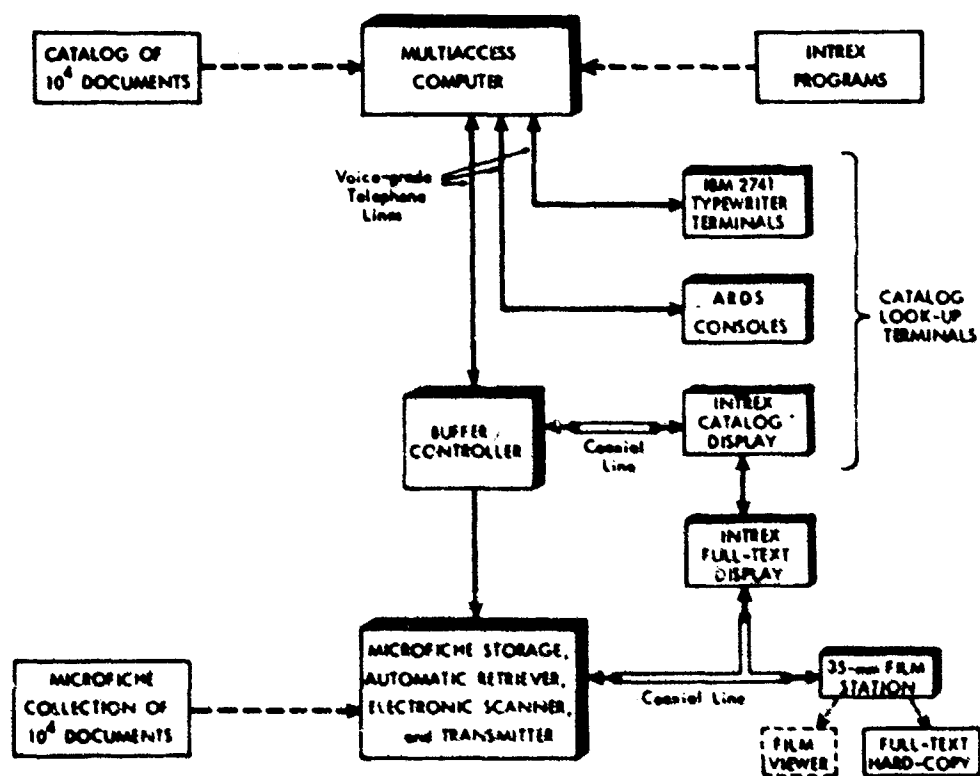 CATALOG OF
10⁴ DOCUMENTS
MULTIACCESS
COMPUTER
INTREX
PROGRAMS
Voice-grade
Telephone
Lines
IBM 2741
TYPEWRITER
TERMINALS
ARDS
CONSOLES
CATALOG
LOOK-UP
TERMINALS
BUFFER/
CONTROLLER
Coaxial
Line
INTREX
CATALOG
DISPLAY
INTREX
FULL-TEXT
DISPLAY
MICROFICHE
COLLECTION OF
10⁴ DOCUMENTS
MICROFICHE STORAGE,
AUTOMATIC RETRIEVER,
ELECTRONIC SCANNER,
and TRANSMITTER
Coaxial Line
35-mm FILM
STATION
FILM
VIEWER
FULL-TEXT
HARD-COPY